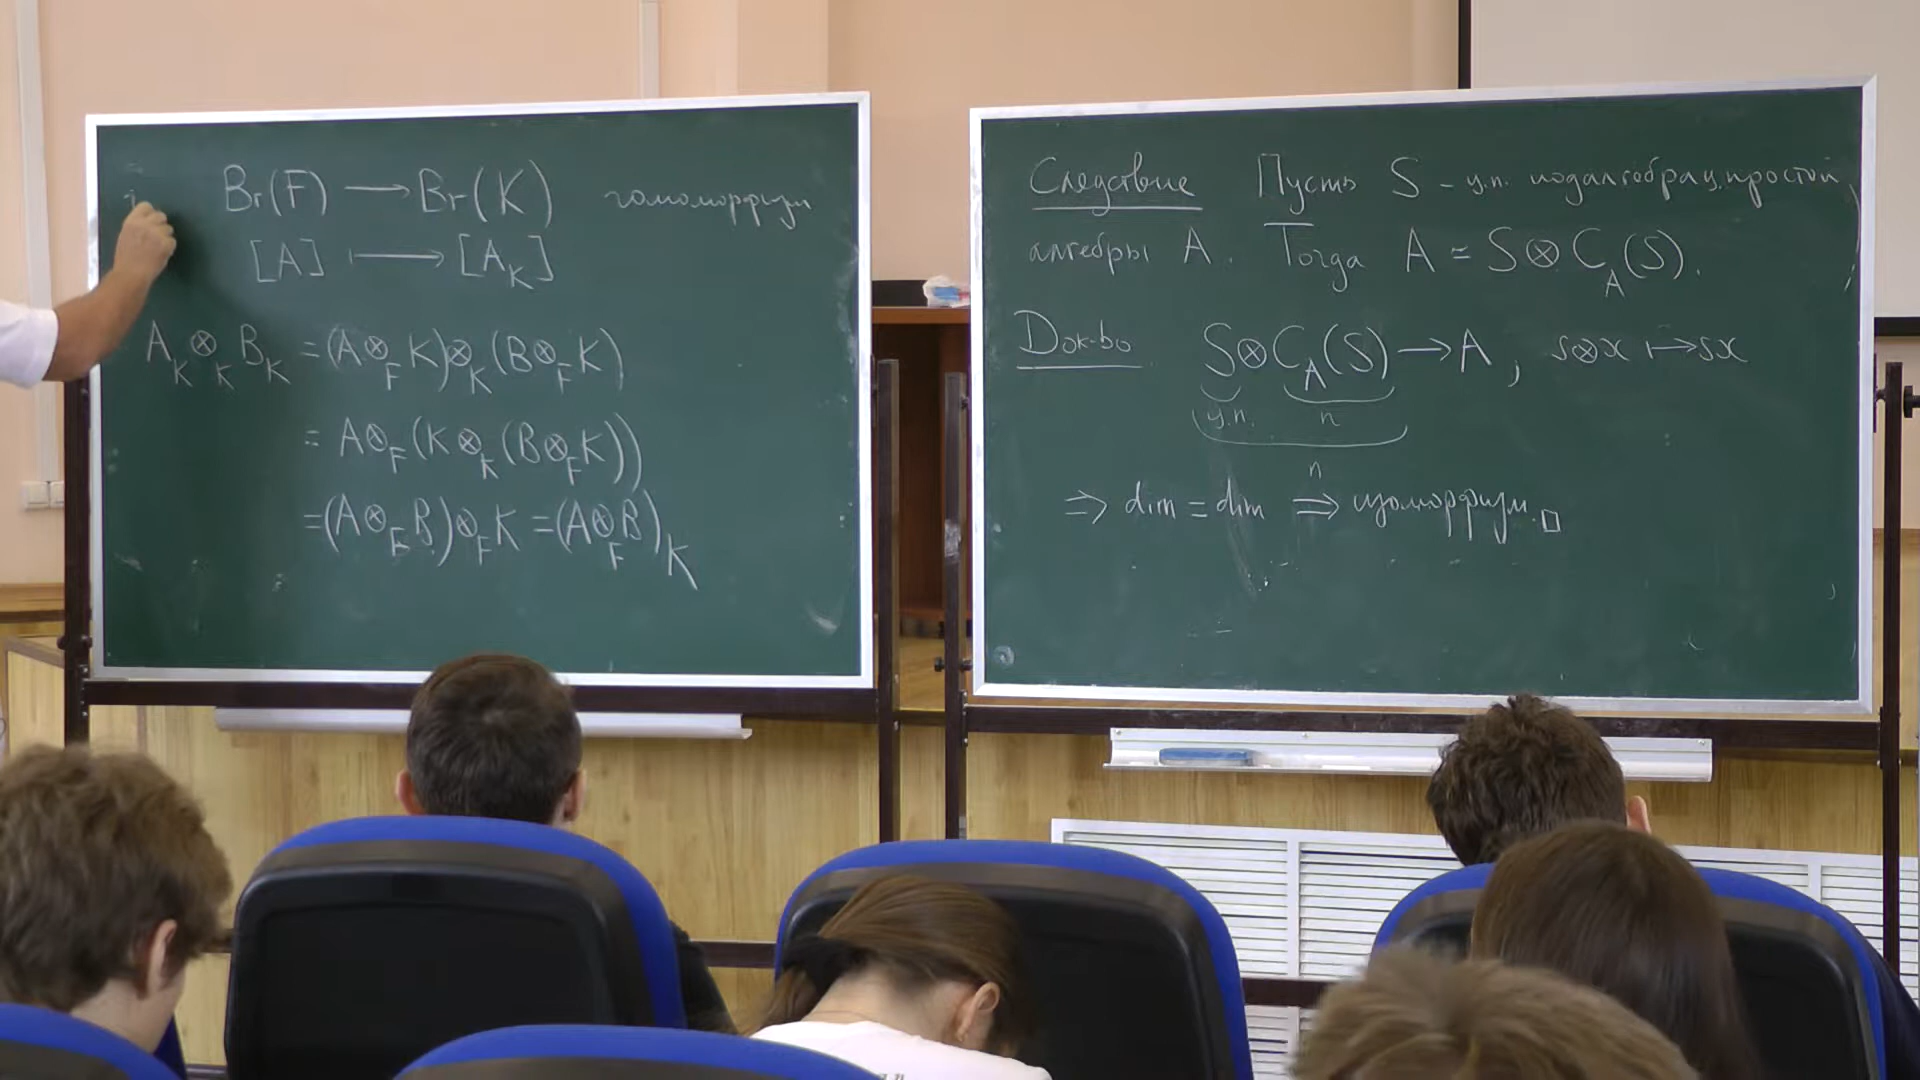 Br(F) ⟶ Br(K) гомоморфизм
[A] ⟼ [A_K]
A_K ⊗_K B_K = (A ⊗_F K) ⊗_K (B ⊗_F K)
= A ⊗_F (K ⊗_K (B ⊗_F K))
= (A ⊗_F B) ⊗_F K = (A ⊗_F B)_K
Следствие Пусть S – ц.п. подалгебра ц. простой
алгебры A. Тогда A ≃ S ⊗ C_A(S).
Док-во S ⊗ C_A(S) ⟶ A, s ⊗ x ⟼ sx
ц.п. п
п
⇒ dim = dim ⇒ изоморфизм. □